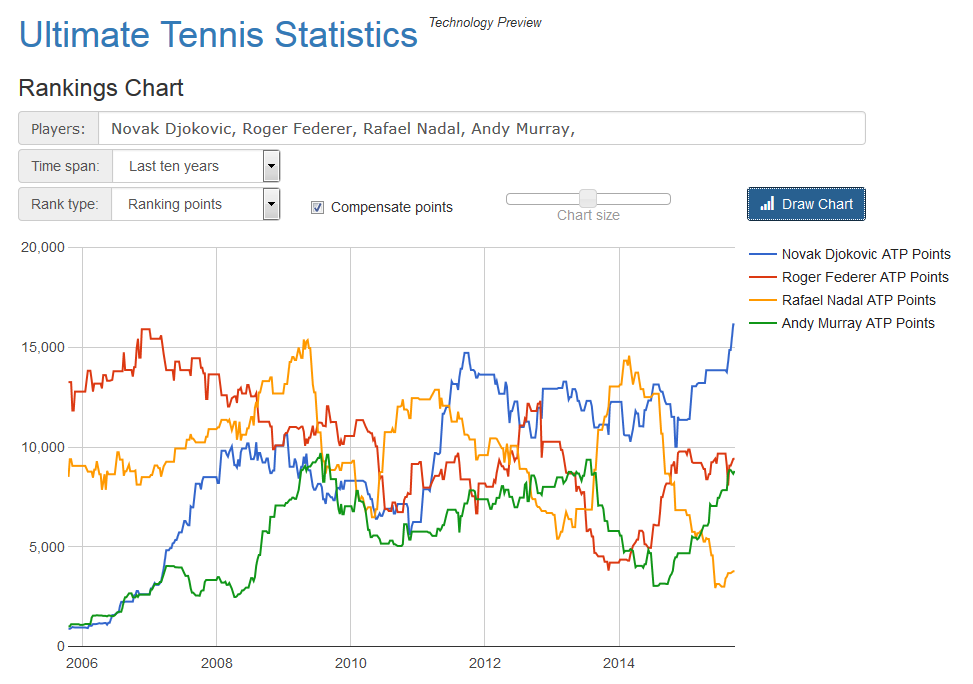 Ultimate Tennis Statistics Technology Preview
Rankings Chart
Players: Novak Djokovic, Roger Federer, Rafael Nadal, Andy Murray,
Time span: Last ten years
Rank type: Ranking points Compensate points Chart size Draw Chart
20,000
15,000
10,000
5,000
0
2006 2008 2010 2012 2014
Novak Djokovic ATP Points
Roger Federer ATP Points
Rafael Nadal ATP Points
Andy Murray ATP Points